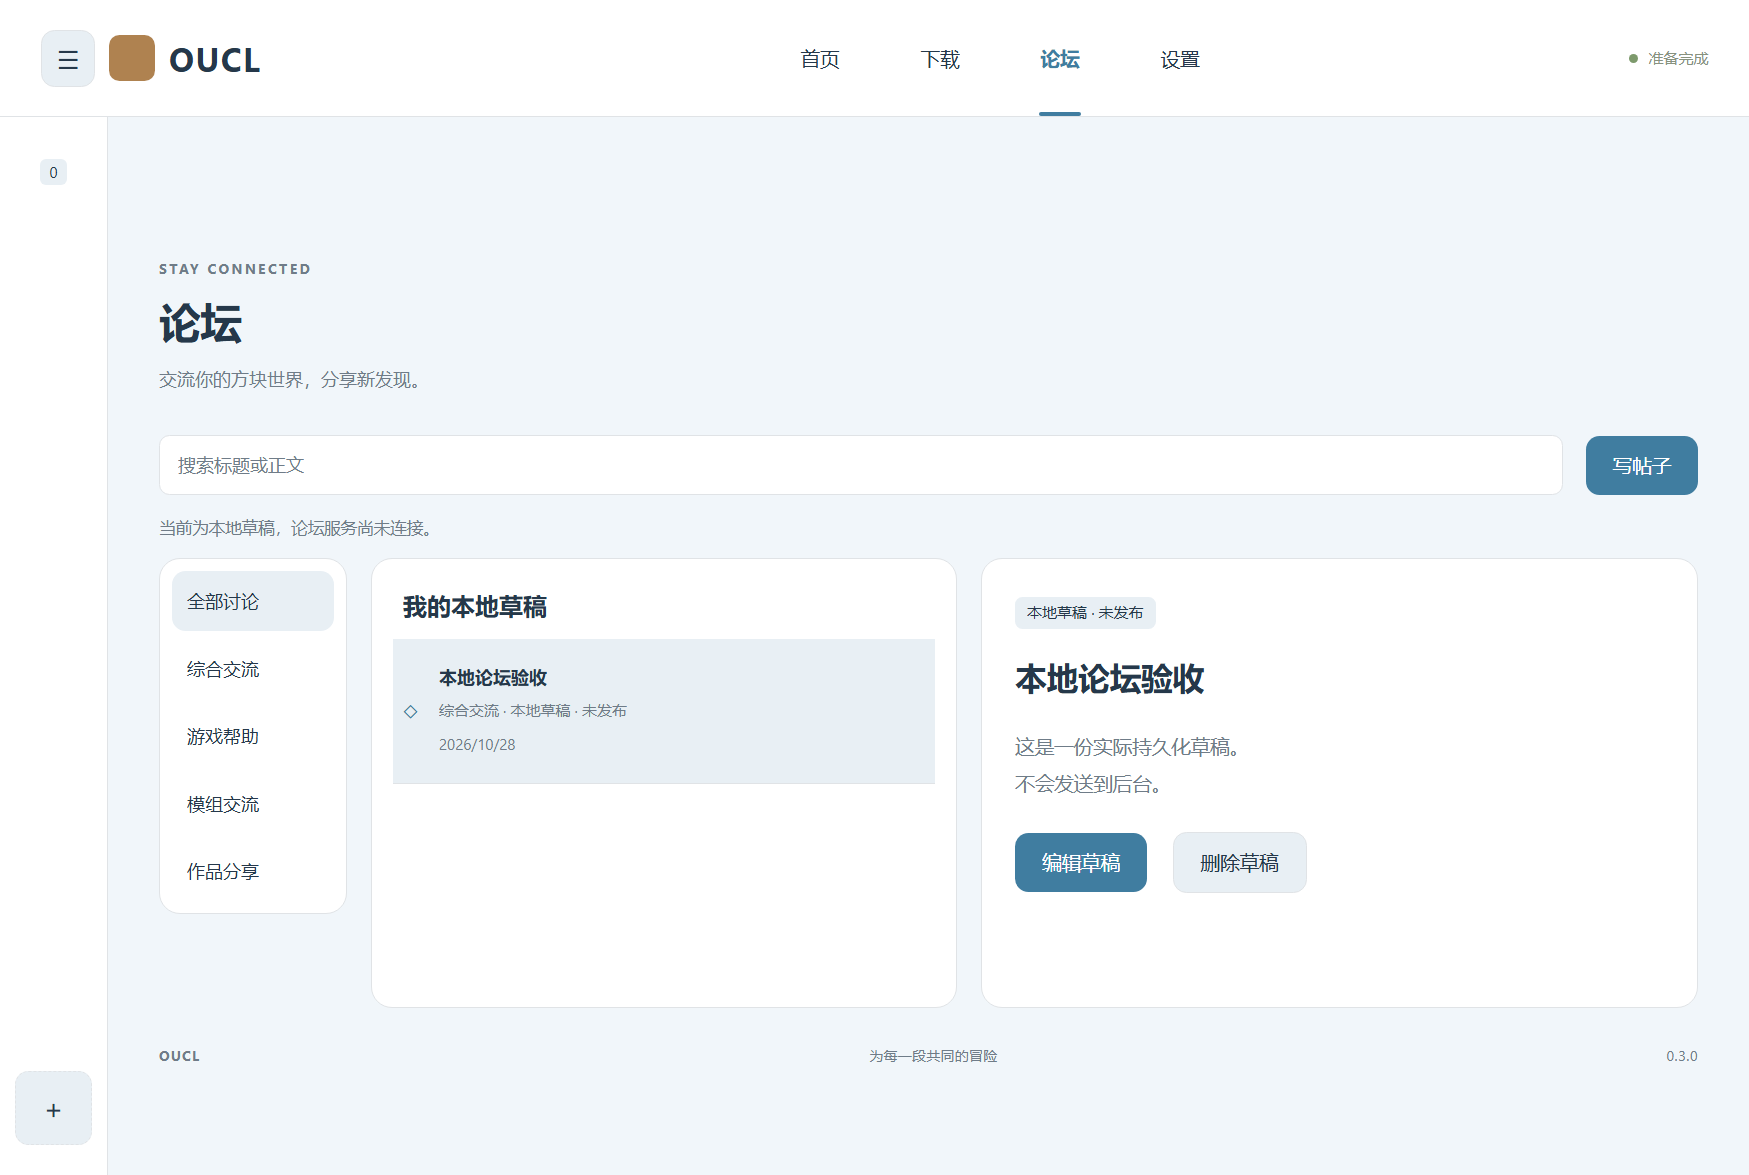 OUCL
首页
下载
论坛
设置
准备完成
0
STAY CONNECTED
论坛
交流你的方块世界，分享新发现。
搜索标题或正文
写帖子
当前为本地草稿，论坛服务尚未连接。
全部讨论
综合交流
游戏帮助
模组交流
作品分享
我的本地草稿
本地论坛验收
综合交流 · 本地草稿 · 未发布
2026/10/28
本地草稿 · 未发布
本地论坛验收
这是一份实际持久化草稿。
不会发送到后台。
编辑草稿
删除草稿
+
OUCL
为每一段共同的冒险
0.3.0